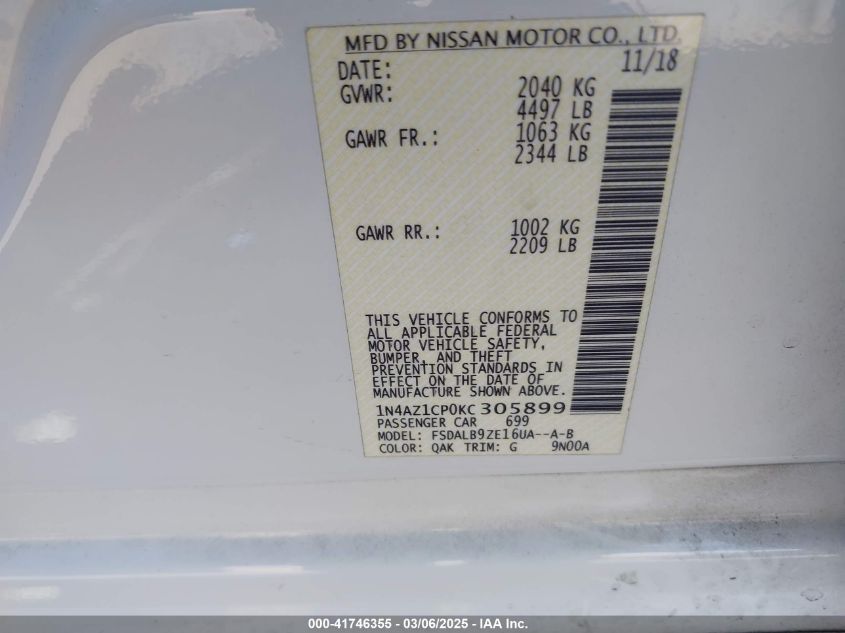 MFD BY NISSAN MOTOR CO., LTD.
DATE: 11/18
GVWR: 2040 KG
4497 LB
GAWR FR.: 1063 KG
2344 LB
GAWR RR.: 1002 KG
2209 LB
THIS VEHICLE CONFORMS TO
ALL APPLICABLE FEDERAL
MOTOR VEHICLE SAFETY,
BUMPER, AND THEFT
PREVENTION STANDARDS IN
EFFECT ON THE DATE OF
MANUFACTURE SHOWN ABOVE.
1N4AZ1CP0KC305899
PASSENGER CAR 699
MODEL: FSDALB9ZE16UA--A-B
COLOR: QAK TRIM: G 9N00A
000-41746355 - 03/06/2025 - IAA Inc.